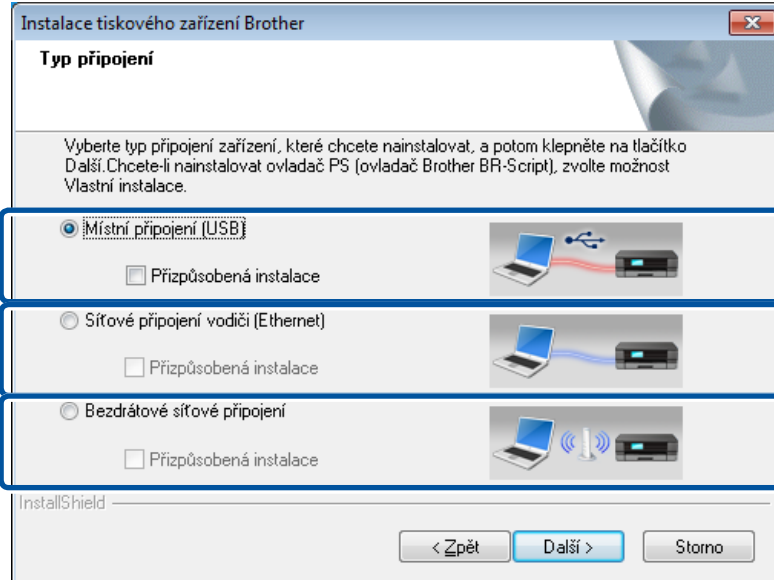 Instalace tiskového zařízení Brother
Typ připojení
Vyberte typ připojení zařízení, které chcete nainstalovat, a potom klepněte na tlačítko
Další.Chcete-li nainstalovat ovladač PS (ovladač Brother BR-Script), zvolte možnost
Vlastní instalace.
Místní připojení (USB)
Přizpůsobená instalace
Síťové připojení vodiči (Ethernet)
Přizpůsobená instalace
Bezdrátové síťové připojení
Přizpůsobená instalace
InstallShield
< Zpět
Další >
Storno